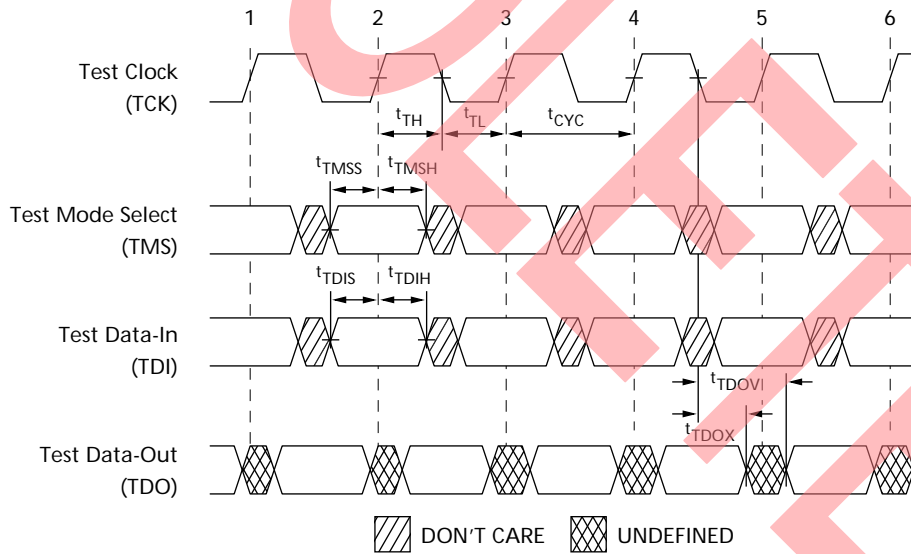 1 2 3 4 5 6
Test Clock
(TCK)
tTH tTL tCYC
tTMSS tTMSH
Test Mode Select
(TMS)
tTDIS tTDIH
Test Data-In
(TDI)
tTDOV
tTDOX
Test Data-Out
(TDO)
DON'T CARE UNDEFINED